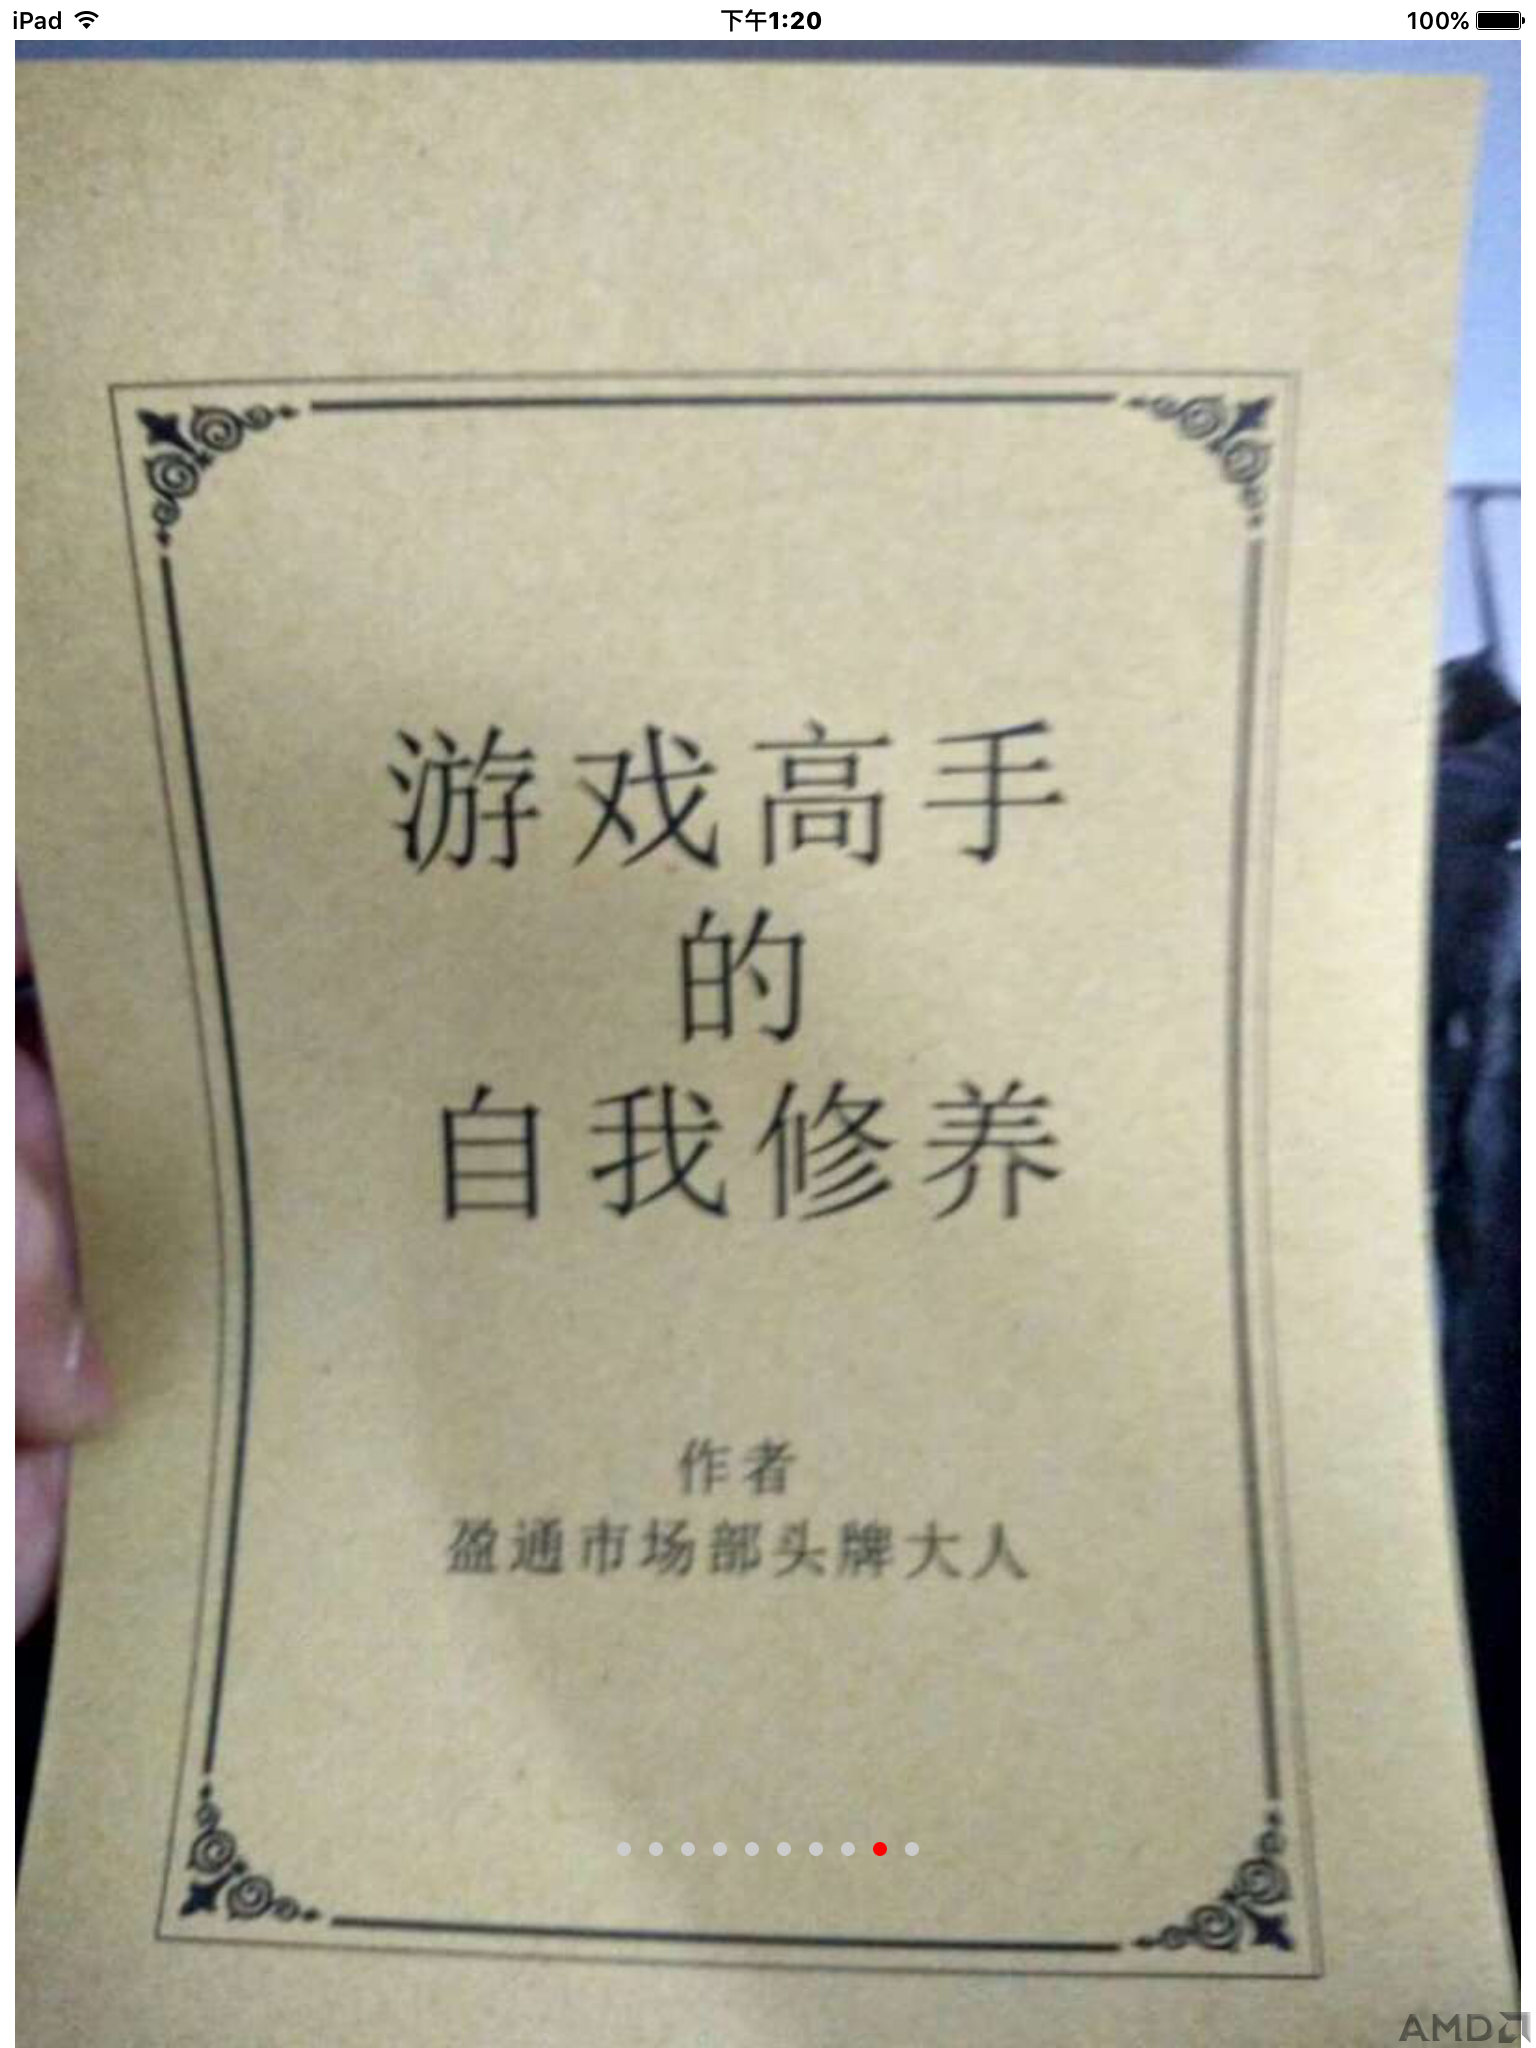 iPad 下午1:20 100%
游戏高手
的
自我修养
作者
盈通市场部头牌大人
AMD